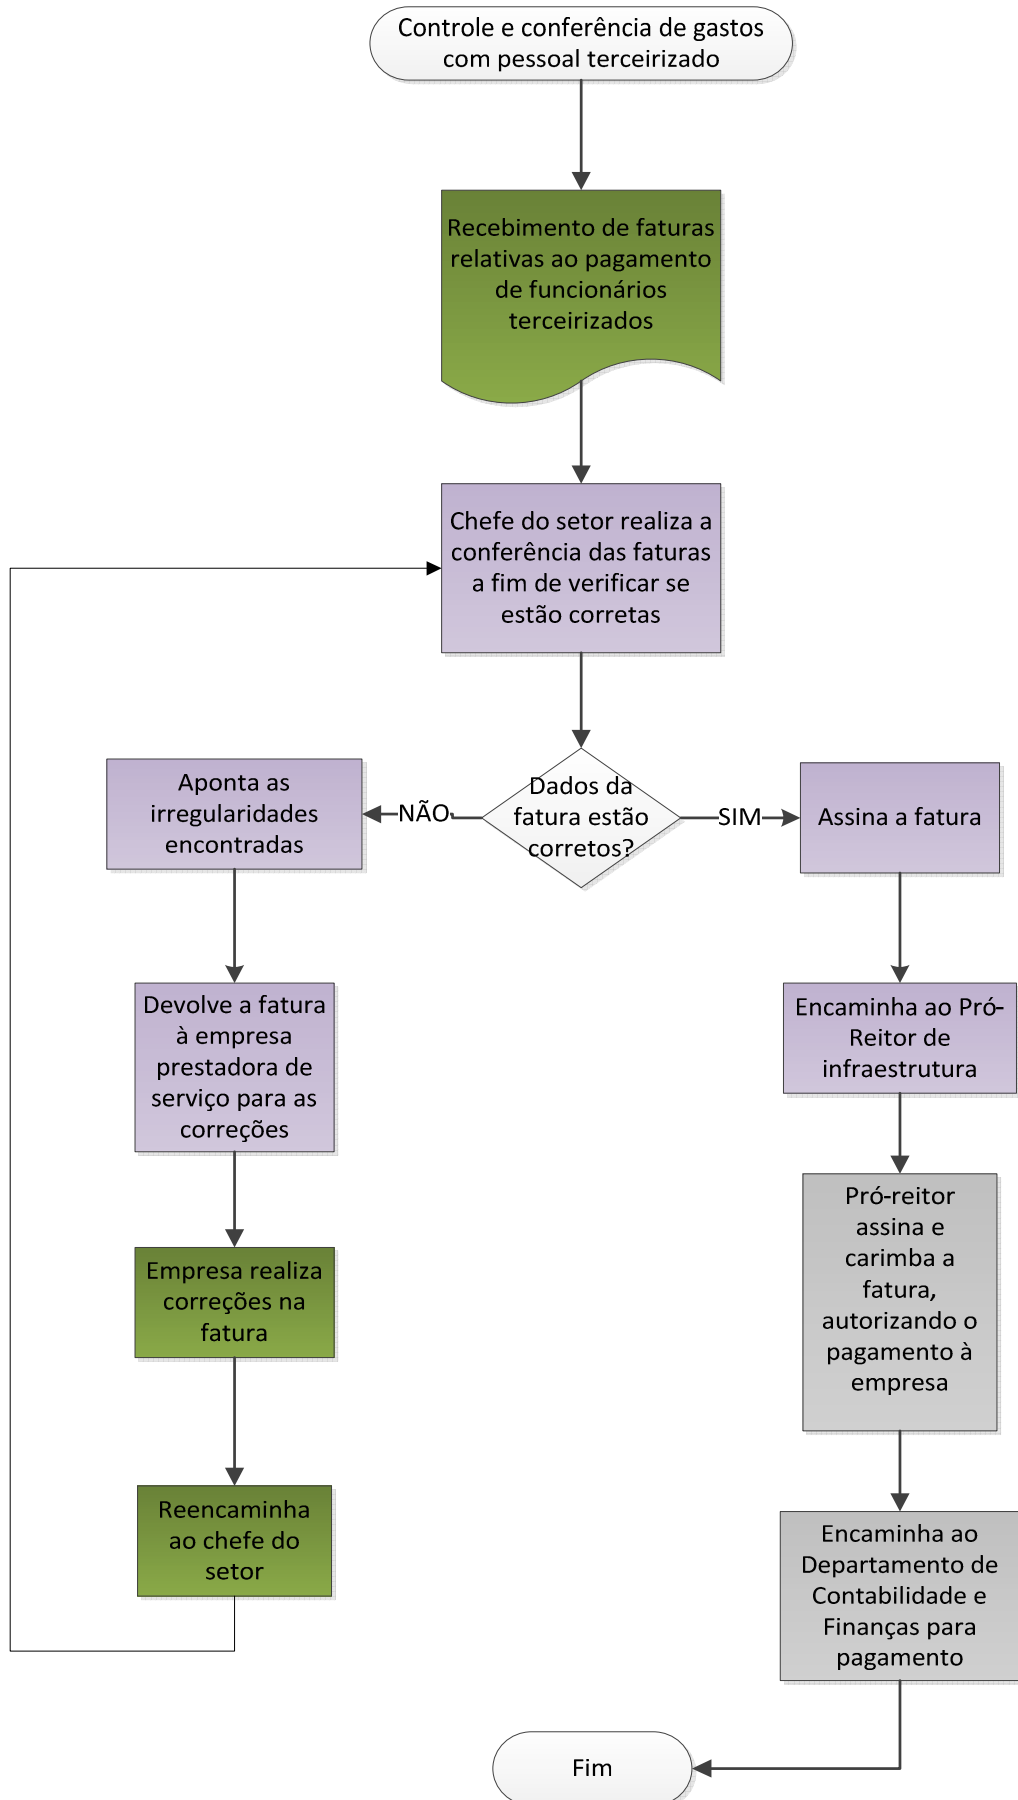 Controle e conferência de gastos
com pessoal terceirizado
Recebimento de faturas
relativas ao pagamento
de funcionários
terceirizados
Chefe do setor realiza a
conferência das faturas
a fim de verificar se
estão corretas
Dados da
fatura estão
corretos?
NÃO
SIM
Aponta as
irregularidades
encontradas
Devolve a fatura
à empresa
prestadora de
serviço para as
correções
Empresa realiza
correções na
fatura
Reencaminha
ao chefe do
setor
Assina a fatura
Encaminha ao Pró-
Reitor de
infraestrutura
Pró-reitor
assina e
carimba a
fatura,
autorizando o
pagamento à
empresa
Encaminha ao
Departamento de
Contabilidade e
Finanças para
pagamento
Fim